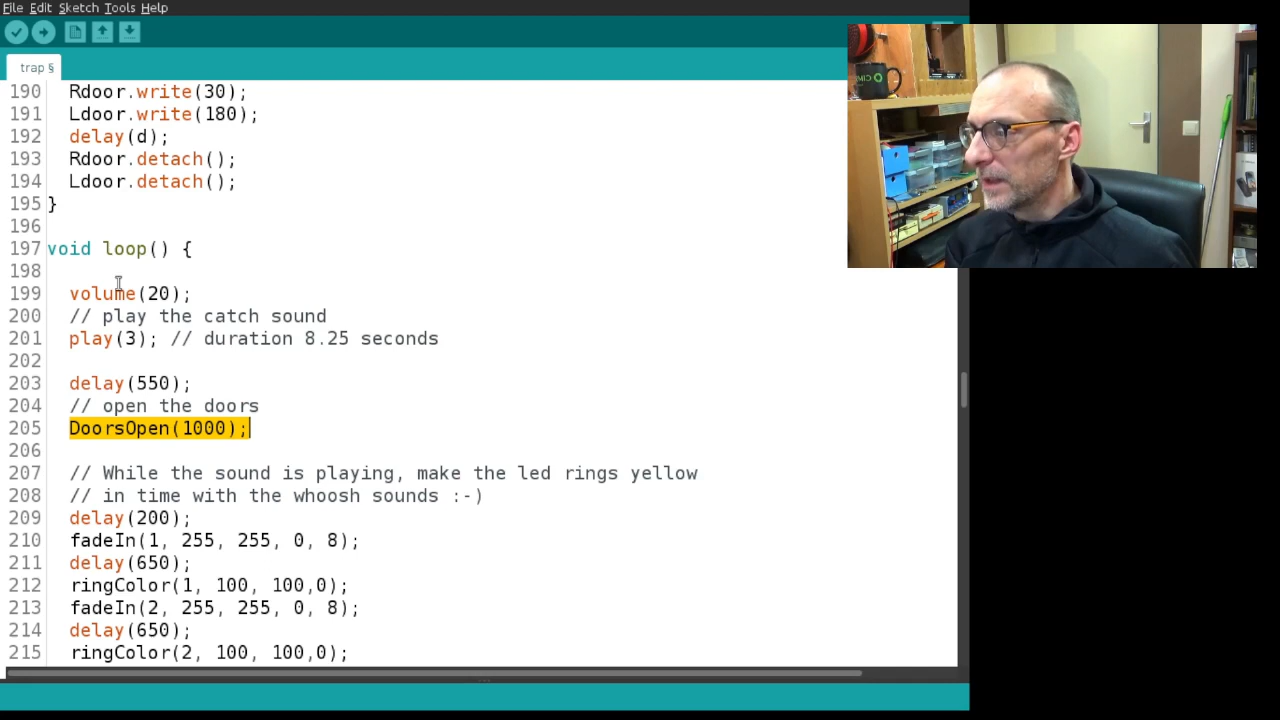 File Edit Sketch Tools Help
trap §
190 Rdoor.write(30);
191 Ldoor.write(180);
192 delay(d);
193 Rdoor.detach();
194 Ldoor.detach();
195 }
196
197 void loop() {
198
199 volume(20);
200 // play the catch sound
201 play(3); // duration 8.25 seconds
202
203 delay(550);
204 // open the doors
205 DoorsOpen(1000);
206
207 // While the sound is playing, make the led rings yellow
208 // in time with the whoosh sounds :-)
209 delay(200);
210 fadeIn(1, 255, 255, 0, 8);
211 delay(650);
212 ringColor(1, 100, 100,0);
213 fadeIn(2, 255, 255, 0, 8);
214 delay(650);
215 ringColor(2, 100, 100,0);